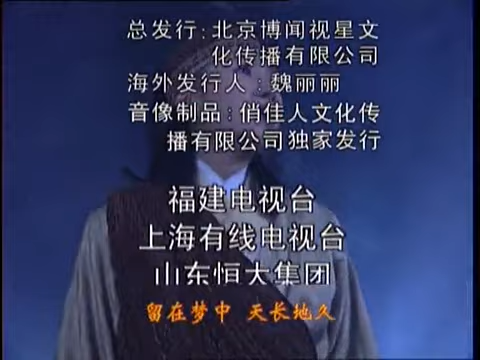 总发行：北京博闻视星文
化传播有限公司
海外发行人：魏丽丽
音像制品：俏佳人文化传
播有限公司独家发行
福建电视台
上海有线电视台
山东恒大集团
留在梦中 天长地久